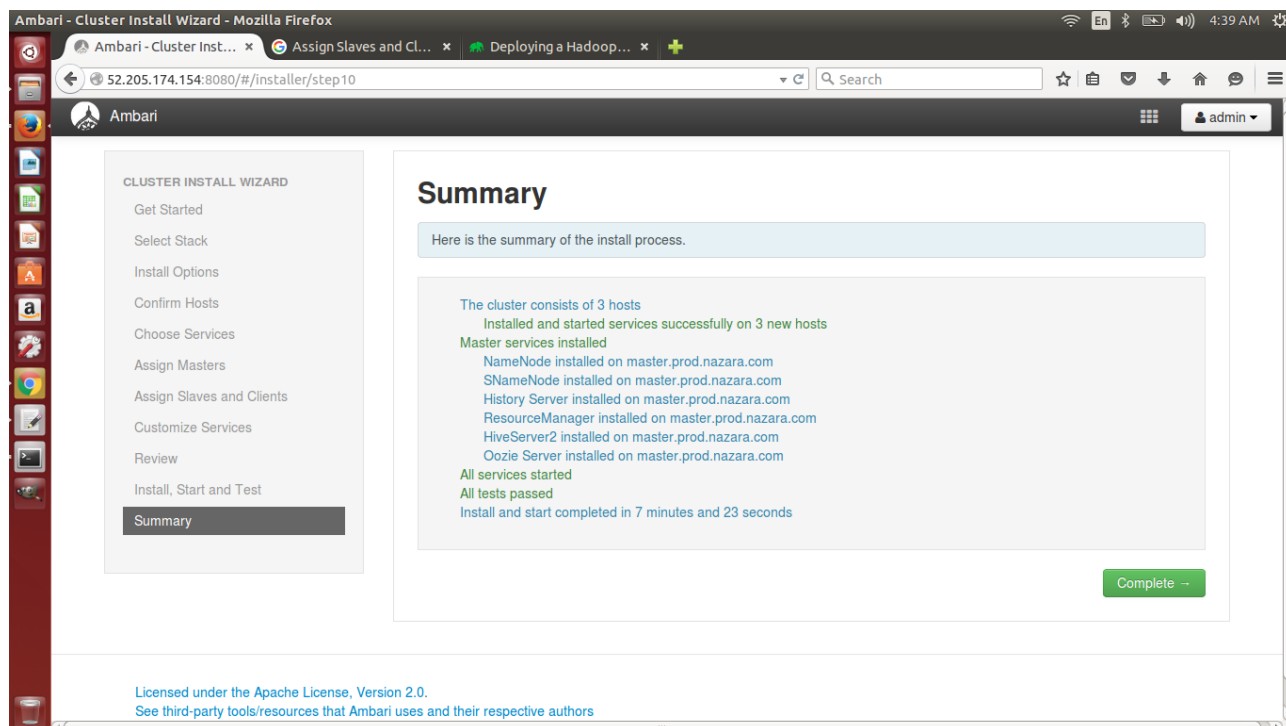 Ambari - Cluster Install Wizard - Mozilla Firefox
En
4:39 AM
Ambari - Cluster Inst... ×
Assign Slaves and Cl... ×
Deploying a Hadoop... ×
52.205.174.154:8080/#/installer/step10
Search
Ambari
admin
CLUSTER INSTALL WIZARD
Get Started
Select Stack
Install Options
Confirm Hosts
Choose Services
Assign Masters
Assign Slaves and Clients
Customize Services
Review
Install, Start and Test
Summary
Summary
Here is the summary of the install process.
The cluster consists of 3 hosts
Installed and started services successfully on 3 new hosts
Master services installed
NameNode installed on master.prod.nazara.com
SNameNode installed on master.prod.nazara.com
History Server installed on master.prod.nazara.com
ResourceManager installed on master.prod.nazara.com
HiveServer2 installed on master.prod.nazara.com
Oozie Server installed on master.prod.nazara.com
All services started
All tests passed
Install and start completed in 7 minutes and 23 seconds
Complete →
Licensed under the Apache License, Version 2.0.
See third-party tools/resources that Ambari uses and their respective authors